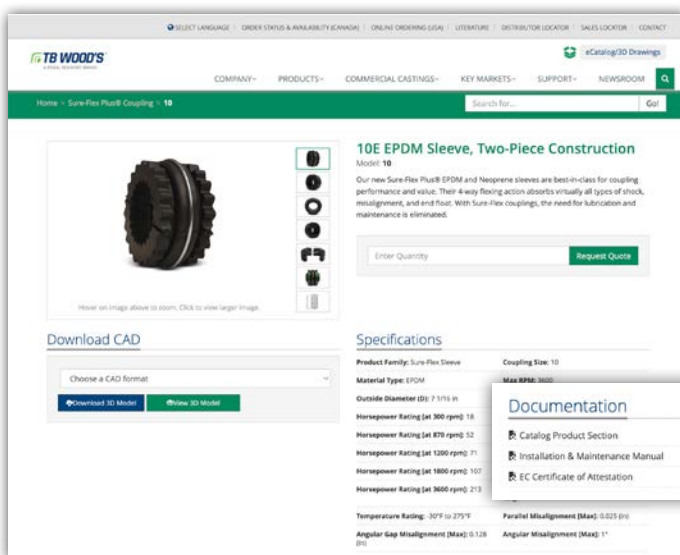 SELECT LANGUAGE | ORDER STATUS & AVAILABILITY (CANADA) | ONLINE ORDERING (USA) | LITERATURE | DISTRIBUTOR LOCATOR | SALES LOCATOR | CONTACT
TB WOOD'S®
eCatalog/3D Drawings
COMPANY PRODUCTS COMMERCIAL CASTINGS KEY MARKETS SUPPORT NEWSROOM
Home > Sure-Flex Plus® Coupling > 10
Search for... Go!
10E EPDM Sleeve, Two-Piece Construction
Model: 10
Our new Sure-Flex Plus® EPDM and Neoprene sleeves are best-in-class for coupling
performance and value. Their 4-way flexing action absorbs virtually all types of shock,
misalignment, and end float. With Sure-Flex couplings, the need for lubrication and
maintenance is eliminated.
Enter Quantity Request Quote
Hover on image above to zoom, Click to view larger image.
Download CAD
Choose a CAD format
Download 3D Model View 3D Model
Specifications
Product Family: Sure-Flex Sleeve Coupling Size: 10
Material Type: EPDM Max RPM: 3600
Outside Diameter (D): 7 1/16 in
Horsepower Rating [at 300 rpm]: 18
Horsepower Rating [at 870 rpm]: 52
Horsepower Rating [at 1200 rpm]: 71
Horsepower Rating [at 1800 rpm]: 107
Horsepower Rating [at 3600 rpm]: 213
Temperature Rating: -30°F to 275°F Parallel Misalignment [Max]: 0.025 (in)
Angular Gap Misalignment [Max]: 0.128 Angular Misalignment [Max]: 1°
(in)
Documentation
Catalog Product Section
Installation & Maintenance Manual
EC Certificate of Attestation